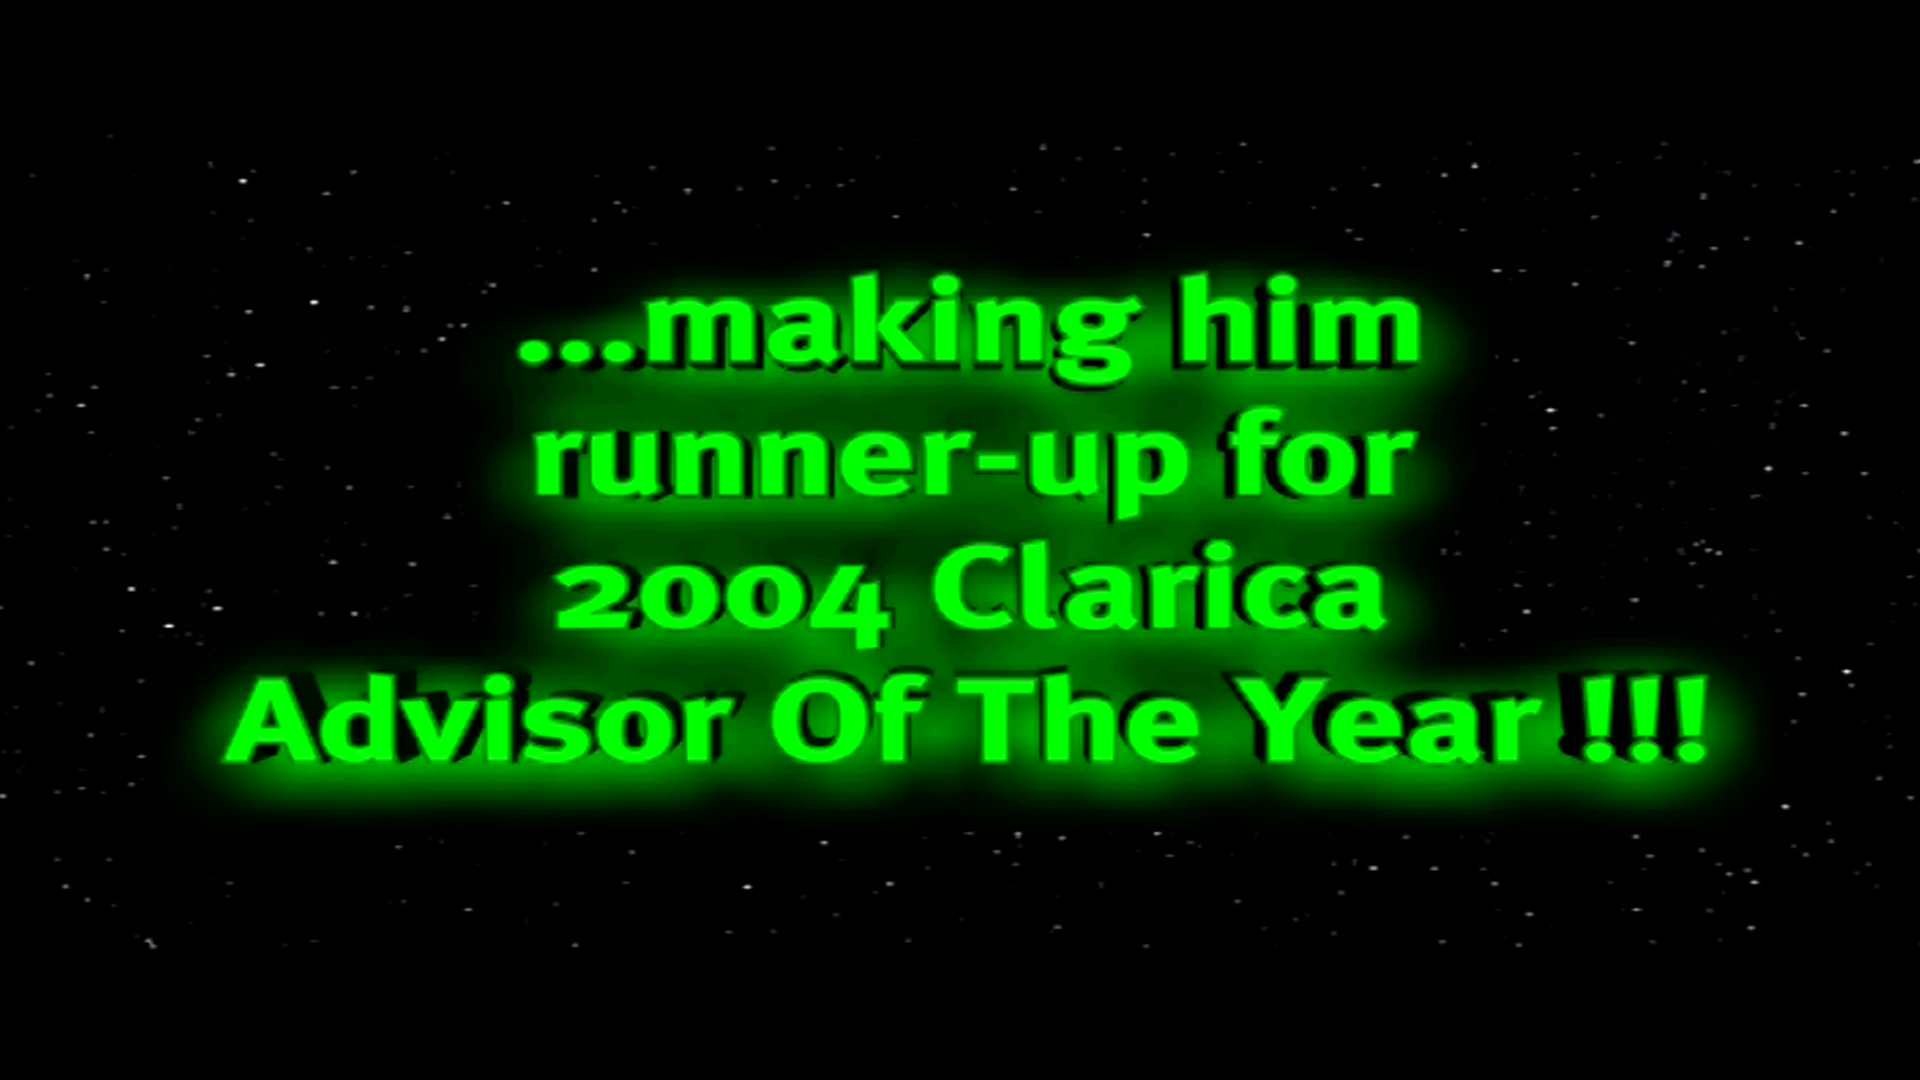 ...making him
runner-up for
2004 Clarica
Advisor Of The Year !!!